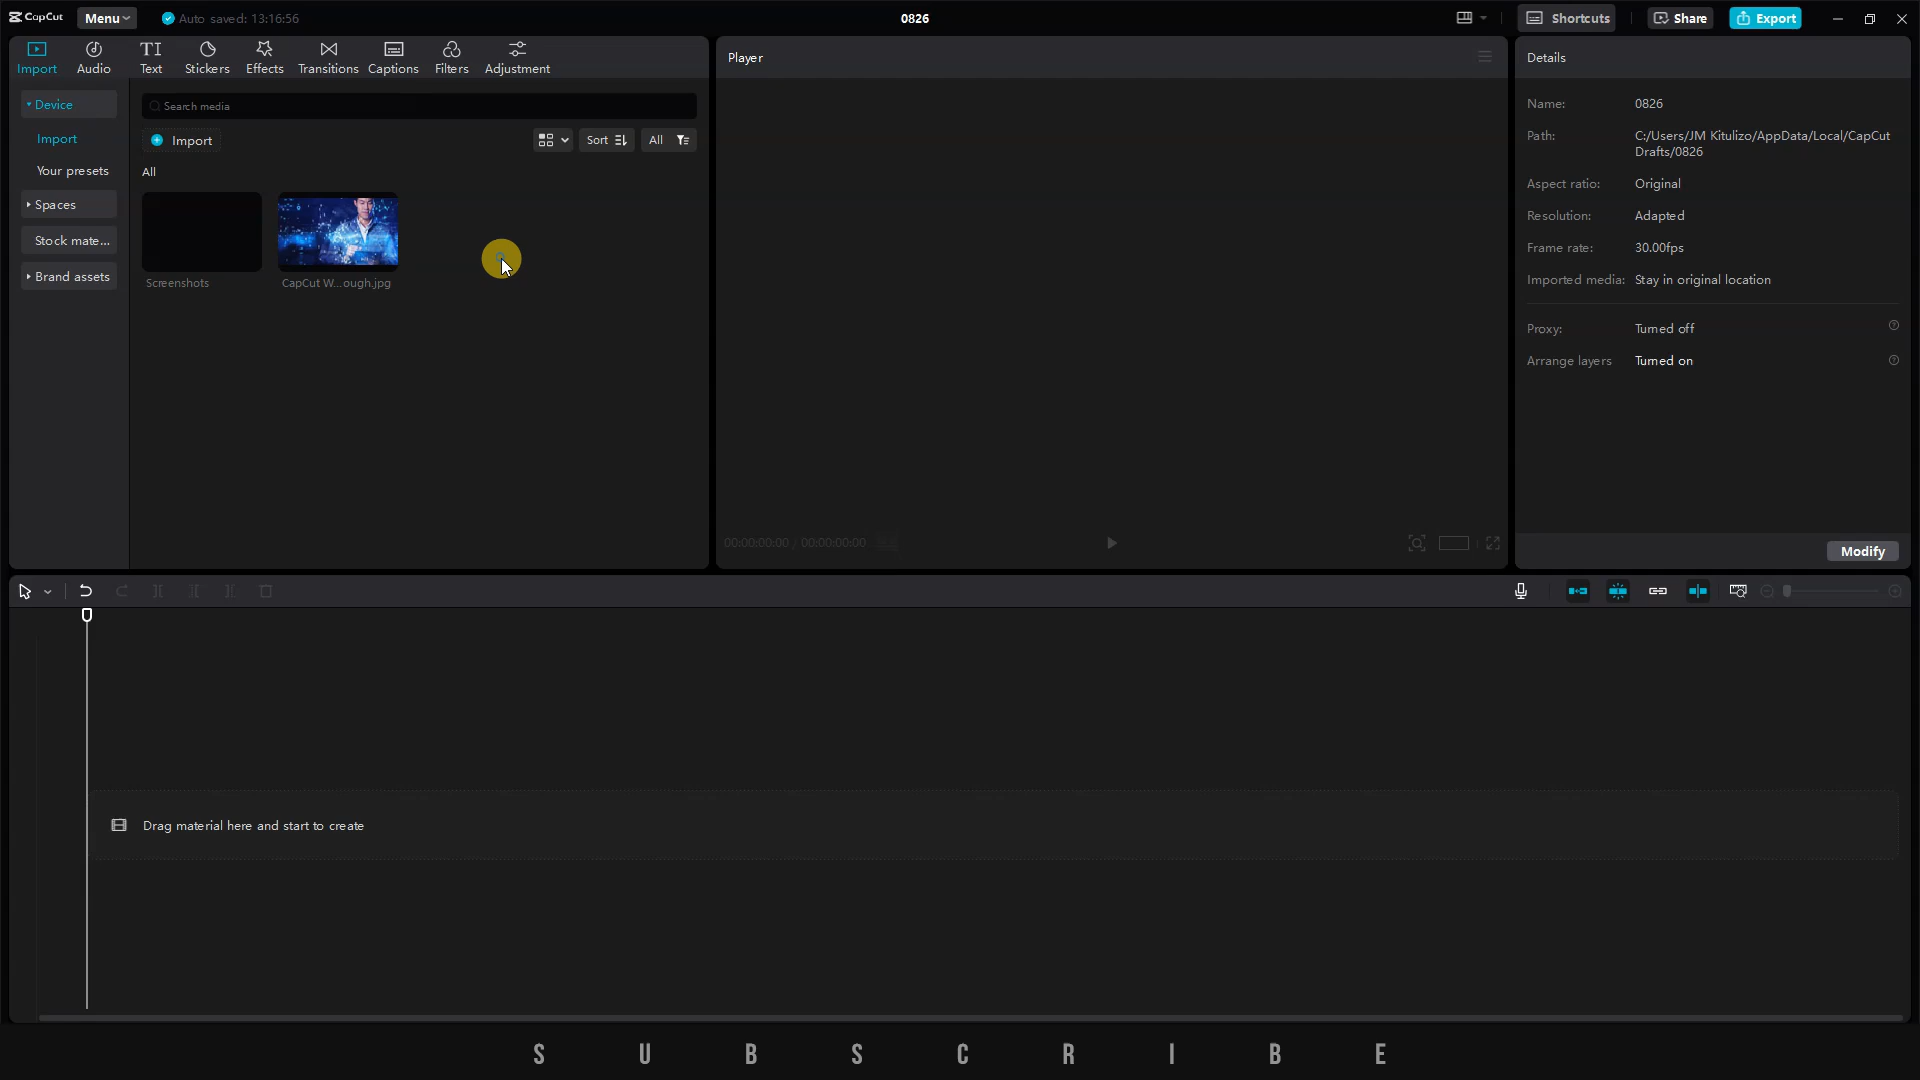 CapCut
Menu
Auto saved: 13:16:56
0826
Shortcuts
Share
Export
Import
Audio
TI
Text
Stickers
Effects
Transitions
Captions
Filters
Adjustment
Device
Import
Your presets
Spaces
Stock mate...
Brand assets
Search media
Import
Sort
All
All
Screenshots
CapCut W...ough.jpg
Player
00:00:00:00 / 00:00:00:00
Details
Name: 0826
Path: C:/Users/JM Kitulizo/AppData/Local/CapCut
Drafts/0826
Aspect ratio: Original
Resolution: Adapted
Frame rate: 30.00fps
Imported media: Stay in original location
Proxy: Turned off
Arrange layers Turned on
Modify
Drag material here and start to create
SUBSCRIBE